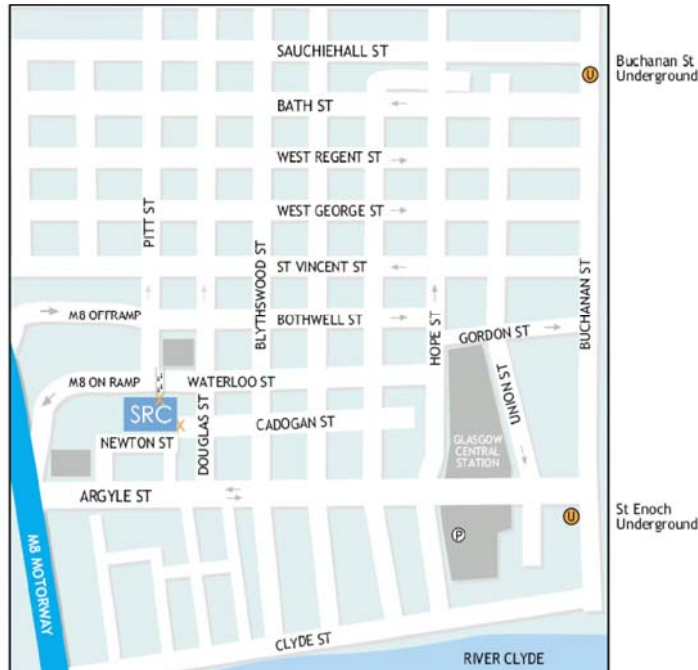 SAUCHIEHALL ST
Buchanan St
Underground
U
BATH ST
WEST REGENT ST
PITT ST
WEST GEORGE ST
BLYTHSWOOD ST
ST VINCENT ST
BUCHANAN ST
M8 OFFRAMP
BOTHWELL ST
HOPE ST
GORDON ST
M8 ON RAMP
WATERLOO ST
UNION ST
SRC
X
X
DOUGLAS ST
CADOGAN ST
NEWTON ST
GLASGOW
CENTRAL
STATION
ARGYLE ST
St Enoch
Underground
U
P
M8 MOTORWAY
CLYDE ST
RIVER CLYDE